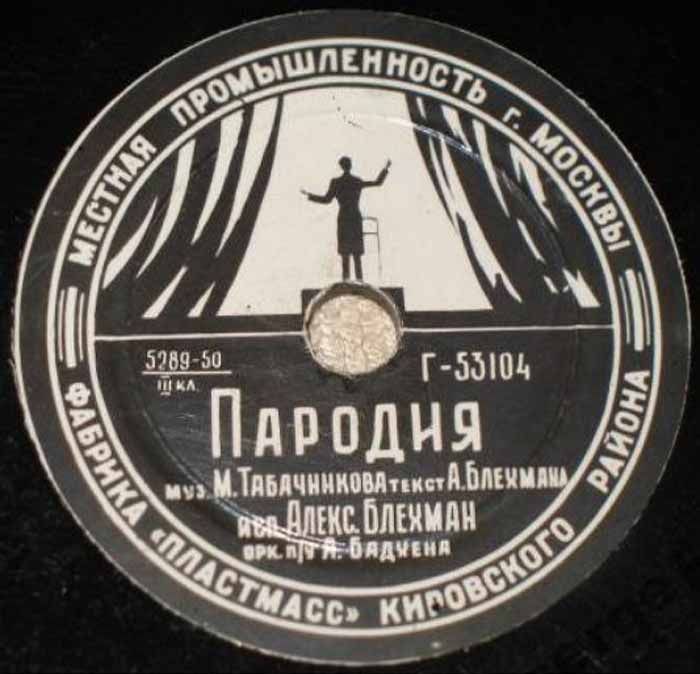 МЕСТНАЯ ПРОМЫШЛЕННОСТЬ г. МОСКВЫ
5289-50
III КЛ.
Г-53104
ПАРОДИЯ
МУЗ. М. ТАБАЧНИКОВА ТЕКСТ А. БЛЕХМАНА
ИСП. АЛЕКС. БЛЕХМАН
ОРК. П/У А. БАДХЕНА
ФАБРИКА «ПЛАСТМАСС» КИРОВСКОГО РАЙОНА